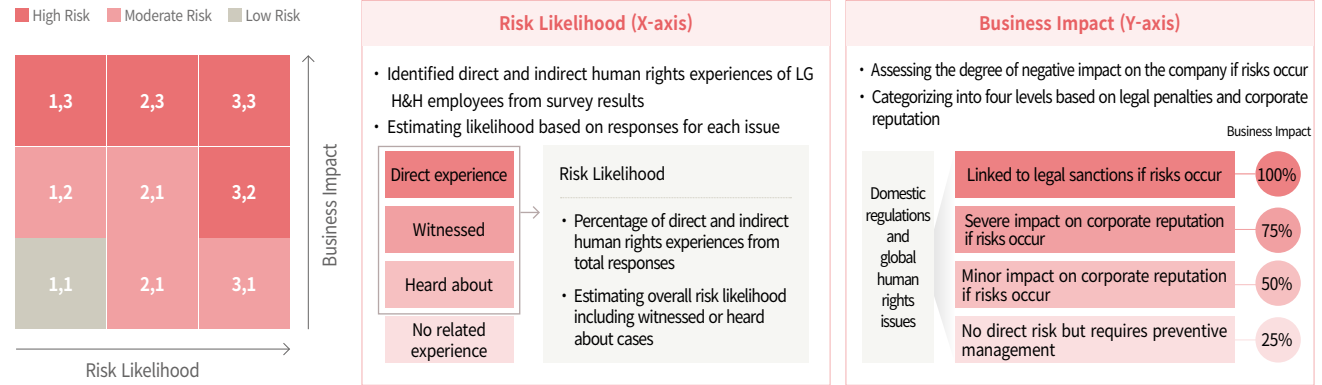 High Risk
Moderate Risk
Low Risk
1,3
2,3
3,3
1,2
2,1
3,2
1,1
2,1
3,1
Business Impact
Risk Likelihood
Risk Likelihood (X-axis)
・ Identified direct and indirect human rights experiences of LG
H&H employees from survey results
・ Estimating likelihood based on responses for each issue
Direct experience
Witnessed
Heard about
No related
experience
Risk Likelihood
・ Percentage of direct and indirect
human rights experiences from
total responses
・ Estimating overall risk likelihood
including witnessed or heard
about cases
Business Impact (Y-axis)
・ Assessing the degree of negative impact on the company if risks occur
・ Categorizing into four levels based on legal penalties and corporate
reputation
Business Impact
Domestic
regulations
and
global
human
rights
issues
Linked to legal sanctions if risks occur
100%
Severe impact on corporate reputation
if risks occur
75%
Minor impact on corporate reputation
if risks occur
50%
No direct risk but requires preventive
management
25%